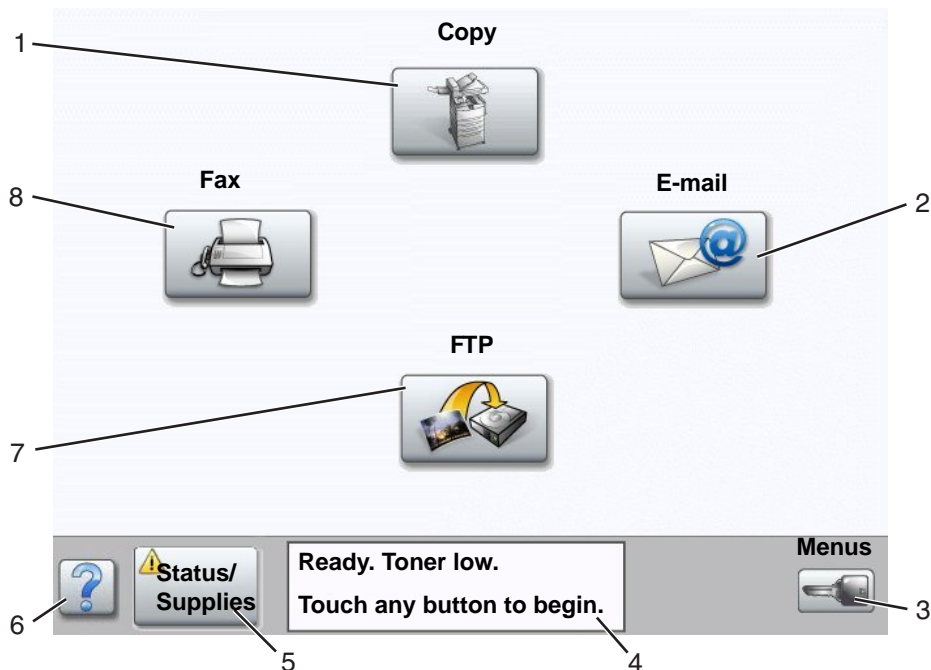 Copy
1
Fax
E-mail
8
2
FTP
7
Menus
Ready. Toner low.
Status/
Supplies
Touch any button to begin.
6
3
5
4